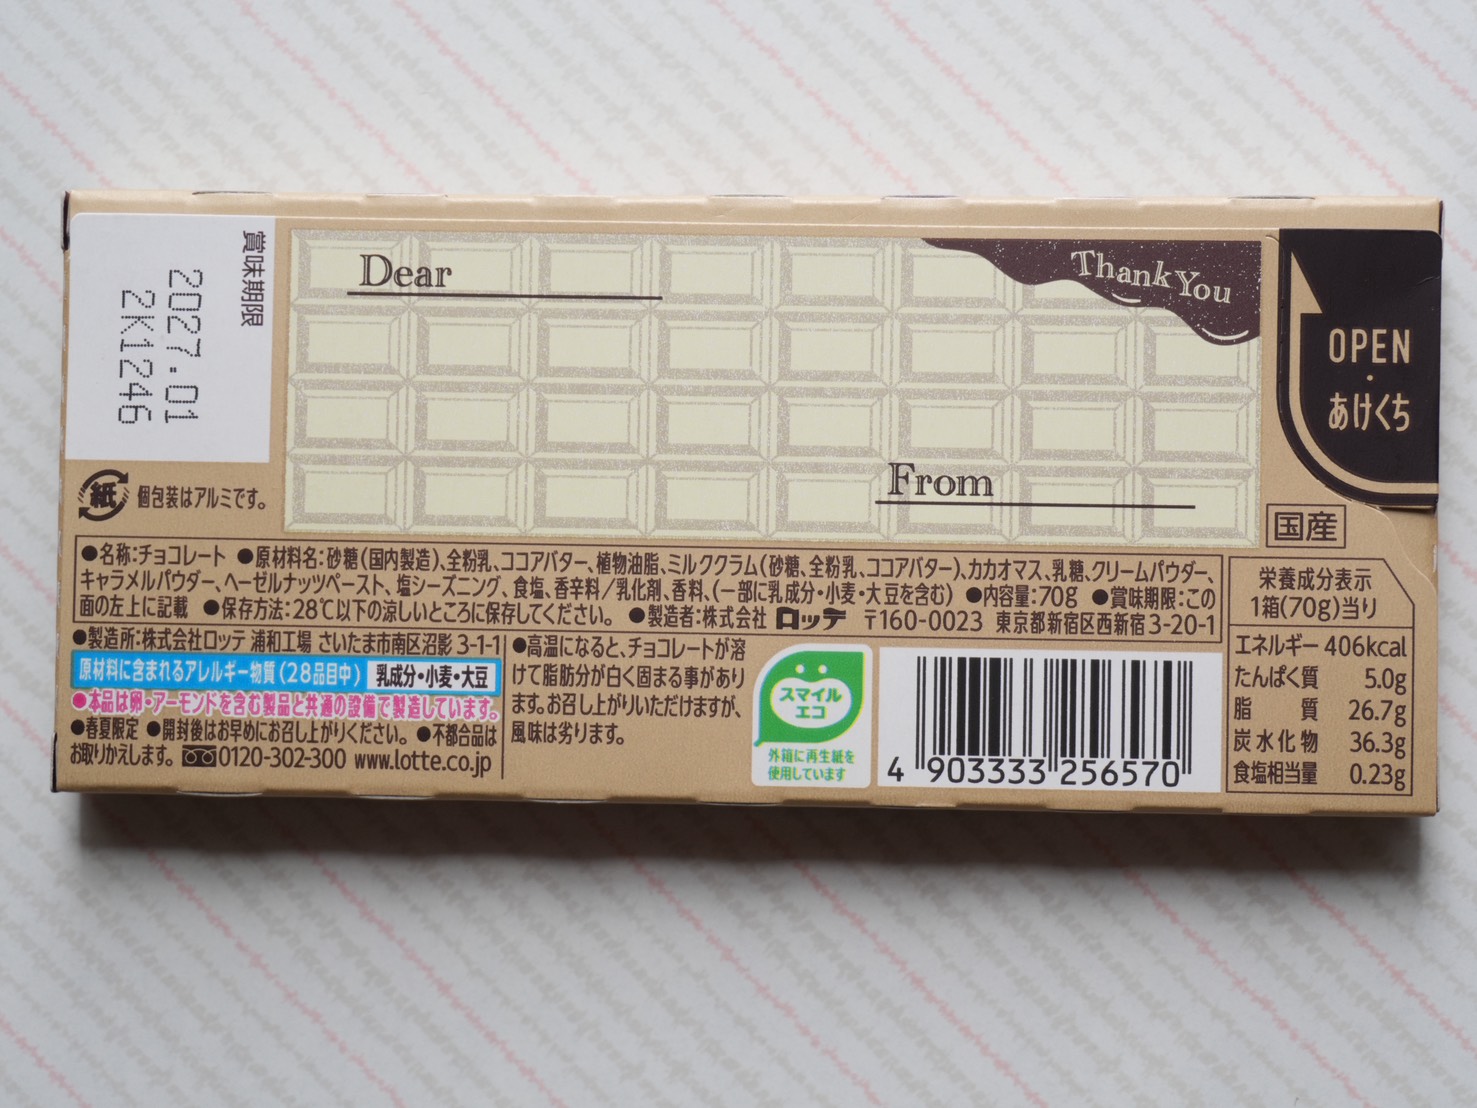 賞味期限
2027.01
2K1246
Dear
Thank You
From
OPEN
・
あけくち
紙
個包装はアルミです。
国産
●名称:チョコレート ●原材料名:砂糖(国内製造)、全粉乳、ココアバター、植物油脂、ミルククラム(砂糖、全粉乳、ココアバター)、カカオマス、乳糖、クリームパウダー、
キャラメルパウダー、ヘーゼルナッツペースト、塩シーズニング、食塩、香辛料/乳化剤、香料、(一部に乳成分・小麦・大豆を含む) ●内容量:70g ●賞味期限:この
面の左上に記載 ●保存方法:28℃以下の涼しいところに保存してください。 ●製造者:株式会社 ロッテ 〒160-0023 東京都新宿区西新宿3-20-1
●製造所:株式会社ロッテ 浦和工場 さいたま市南区沼影 3-1-1
原材料に含まれるアレルギー物質(28品目中) 乳成分・小麦・大豆
●本品は卵・アーモンドを含む製品と共通の設備で製造しています。
●春夏限定 ●開封後はお早めにお召し上がりください。 ●不都合品は
お取りかえします。 0120-302-300 www.lotte.co.jp
●高温になると、チョコレートが溶
けて脂肪分が白く固まる事があり
ます。お召し上がりいただけますが、
風味は劣ります。
スマイル
エコ
外箱に再生紙を
使用しています
4 903333 256570
栄養成分表示
1箱(70g)当り
エネルギー 406kcal
たんぱく質 5.0g
脂質 26.7g
炭水化物 36.3g
食塩相当量 0.23g